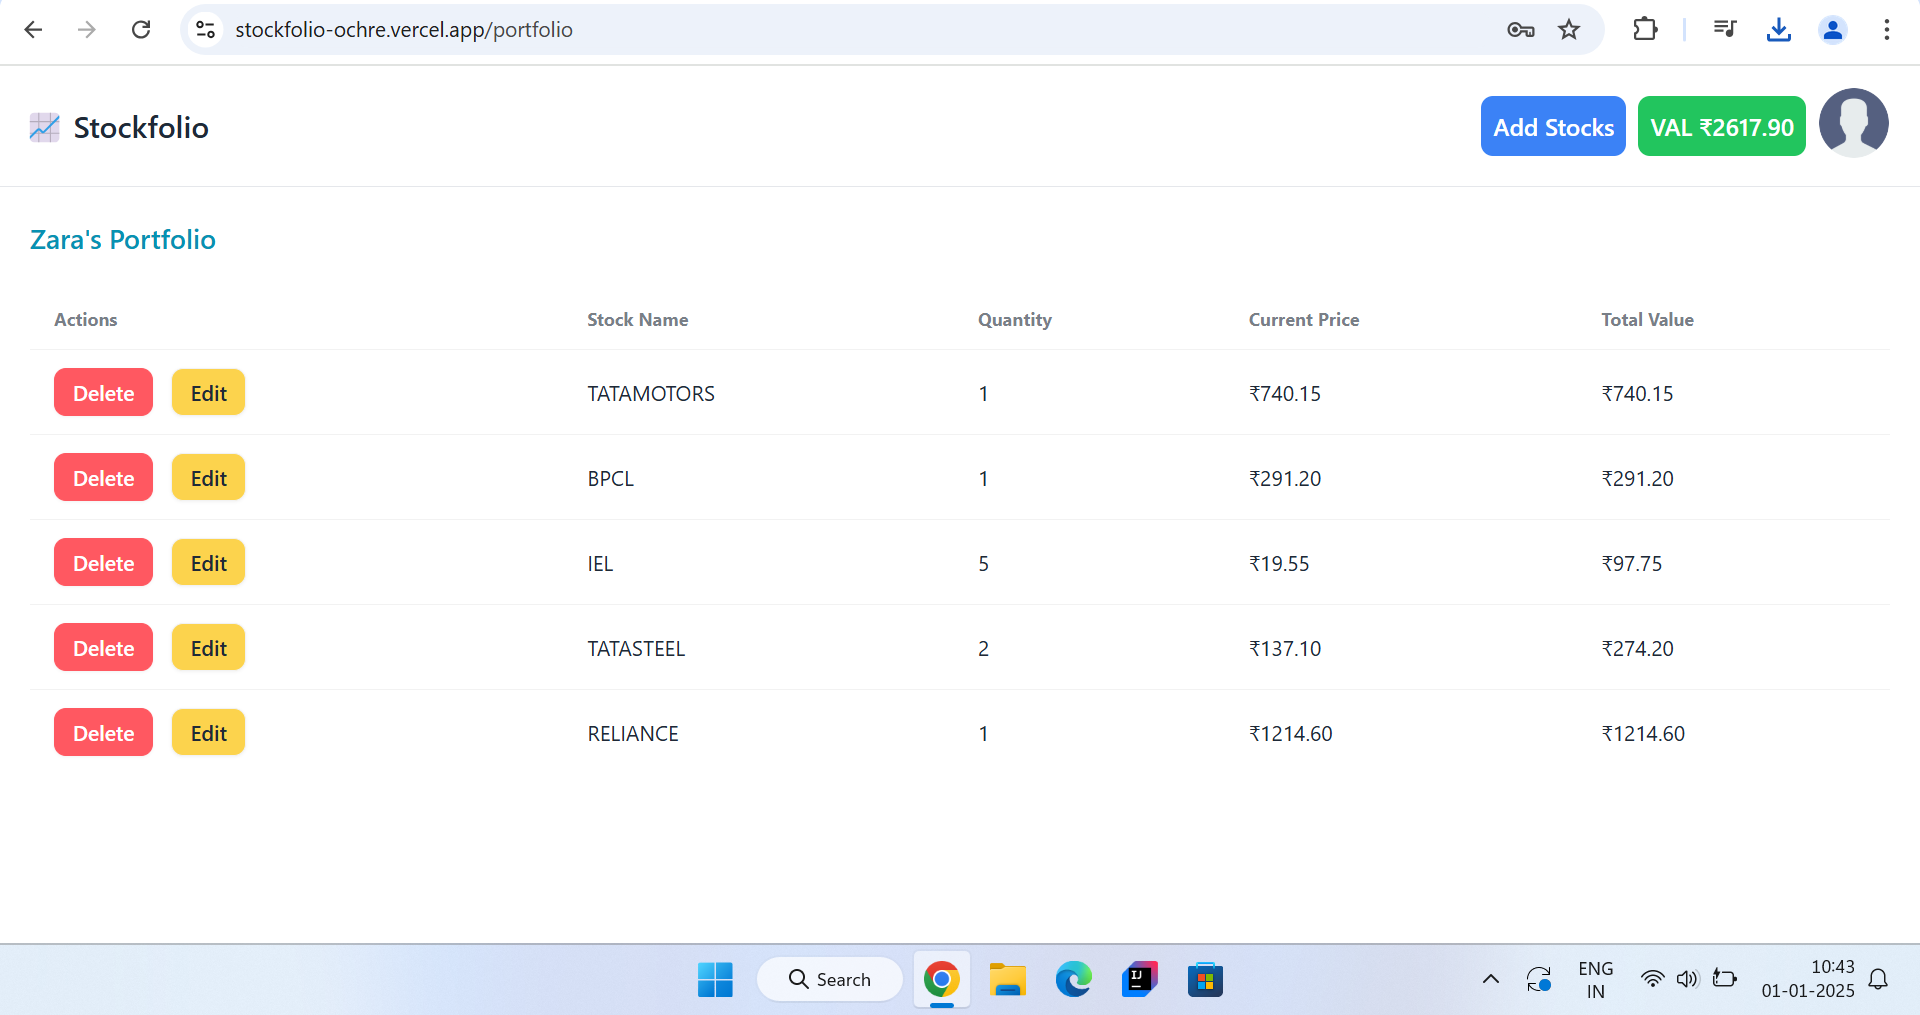 stockfolio-ochre.vercel.app/portfolio
Stockfolio
Add Stocks
VAL ₹2617.90
Zara's Portfolio
Actions Stock Name Quantity Current Price Total Value
Delete Edit TATAMOTORS 1 ₹740.15 ₹740.15
Delete Edit BPCL 1 ₹291.20 ₹291.20
Delete Edit IEL 5 ₹19.55 ₹97.75
Delete Edit TATASTEEL 2 ₹137.10 ₹274.20
Delete Edit RELIANCE 1 ₹1214.60 ₹1214.60
Search
IJ
ENG
IN
10:43
01-01-2025